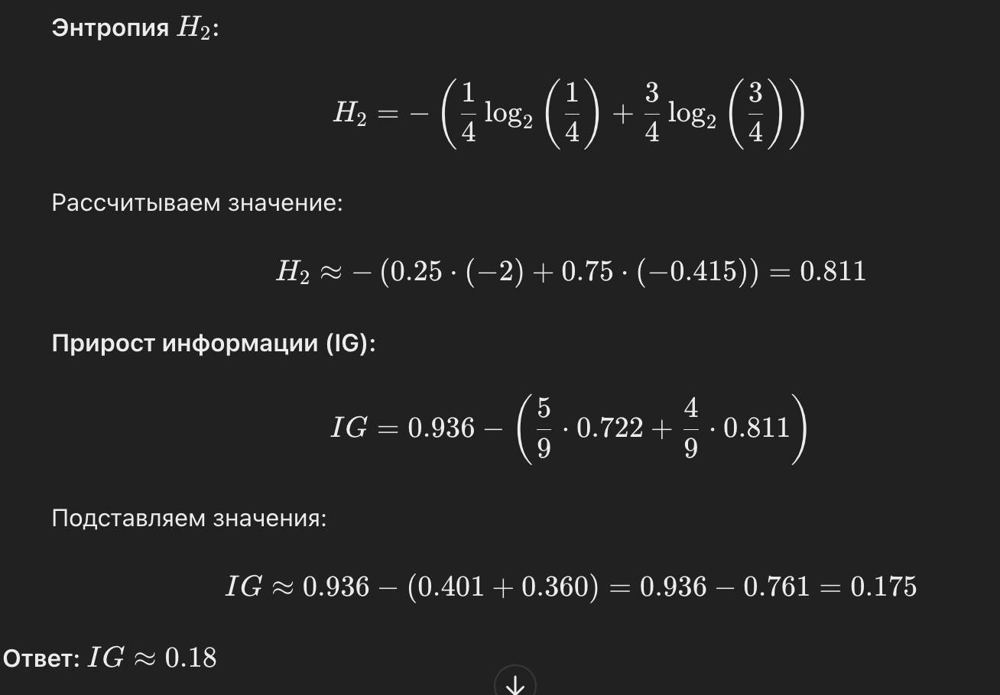 Энтропия $H_2$:
$H_2 = -\left(\frac{1}{4}\log_2\left(\frac{1}{4}\right) + \frac{3}{4}\log_2\left(\frac{3}{4}\right)\right)$
Рассчитываем значение:
$H_2 \approx -(0.25 \cdot (-2) + 0.75 \cdot (-0.415)) = 0.811$
Прирост информации (IG):
$IG = 0.936 - \left(\frac{5}{9} \cdot 0.722 + \frac{4}{9} \cdot 0.811\right)$
Подставляем значения:
$IG \approx 0.936 - (0.401 + 0.360) = 0.936 - 0.761 = 0.175$
Ответ: $IG \approx 0.18$